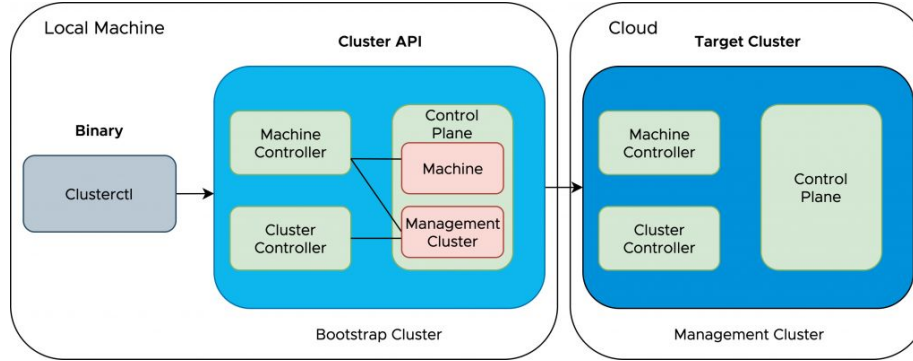 Local Machine
Cluster API
Binary
Clusterctl
Machine
Controller
Cluster
Controller
Control
Plane
Machine
Management
Cluster
Bootstrap Cluster
Cloud
Target Cluster
Machine
Controller
Cluster
Controller
Control
Plane
Management Cluster